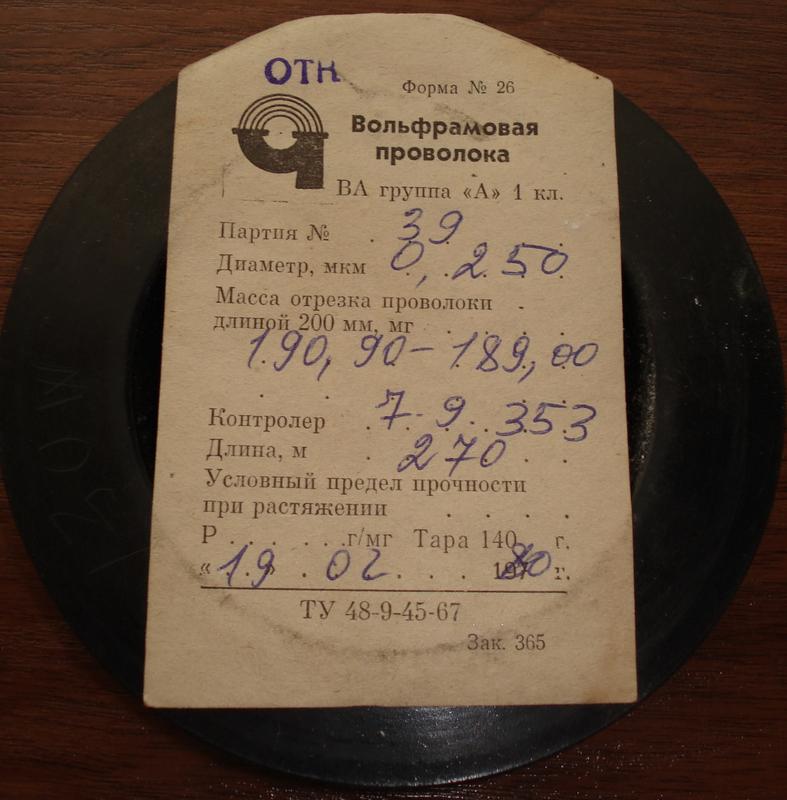 ОТК
Форма № 26
Вольфрамовая
проволока
ВА группа «А» 1 кл.
Партия № . 39
Диаметр, мкм 0,250
Масса отрезка проволоки
длиной 200 мм, мг . . . .
190,90 – 189,00
Контролер . 7-9 . . 353
Длина, м . 270 . .
Условный предел прочности
при растяжении . . . .
Р . . . . . . г/мг Тара 140 г.
«19» . 02 . . . . 1980 г.
ТУ 48-9-45-67
Зак. 365